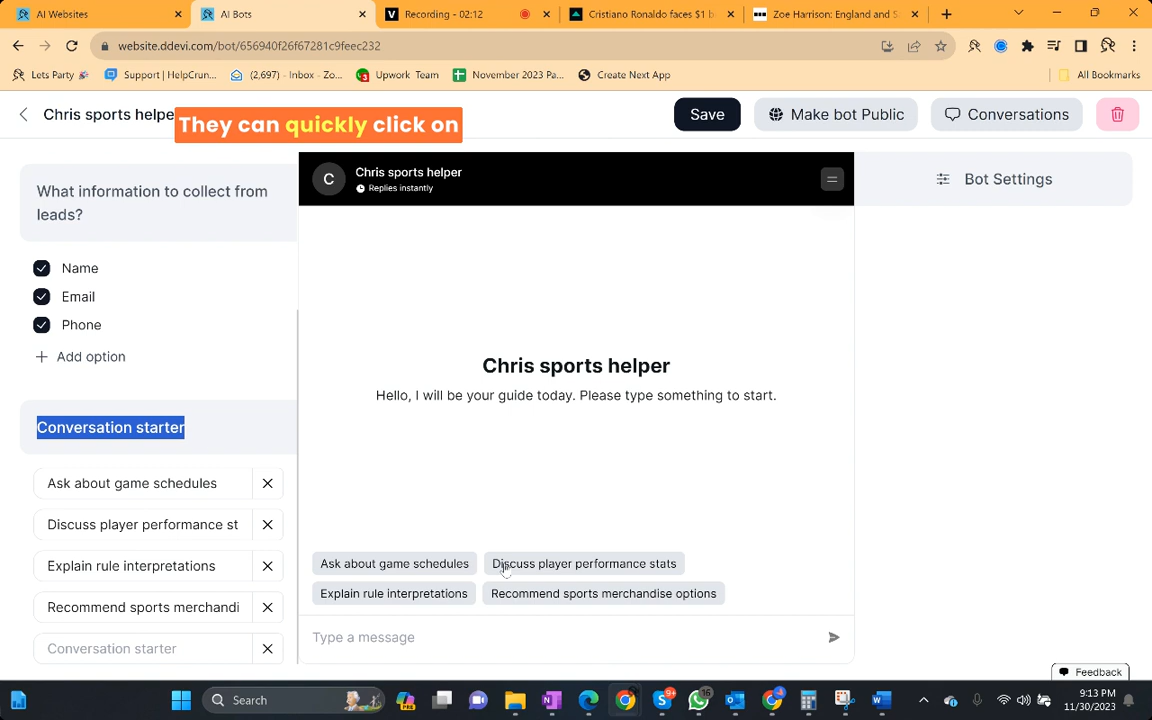 AI Websites
AI Bots
Recording - 02:12
Cristiano Ronaldo faces $1 b
Zoe Harrison: England and S
website.ddevi.com/bot/656940f26f67281c9feec232
Lets Party
Support | HelpCrun...
(2,697) - Inbox - Zo...
Upwork Team
November 2023 Pa...
Create Next App
All Bookmarks
Chris sports helpe
They can quickly click on
Save
Make bot Public
Conversations
What information to collect from
leads?
Name
Email
Phone
Add option
Conversation starter
Ask about game schedules
Discuss player performance st
Explain rule interpretations
Recommend sports merchandi
Conversation starter
C
Chris sports helper
Replies instantly
Chris sports helper
Hello, I will be your guide today. Please type something to start.
Ask about game schedules
Discuss player performance stats
Explain rule interpretations
Recommend sports merchandise options
Type a message
Bot Settings
Feedback
Search
9:13 PM
11/30/2023